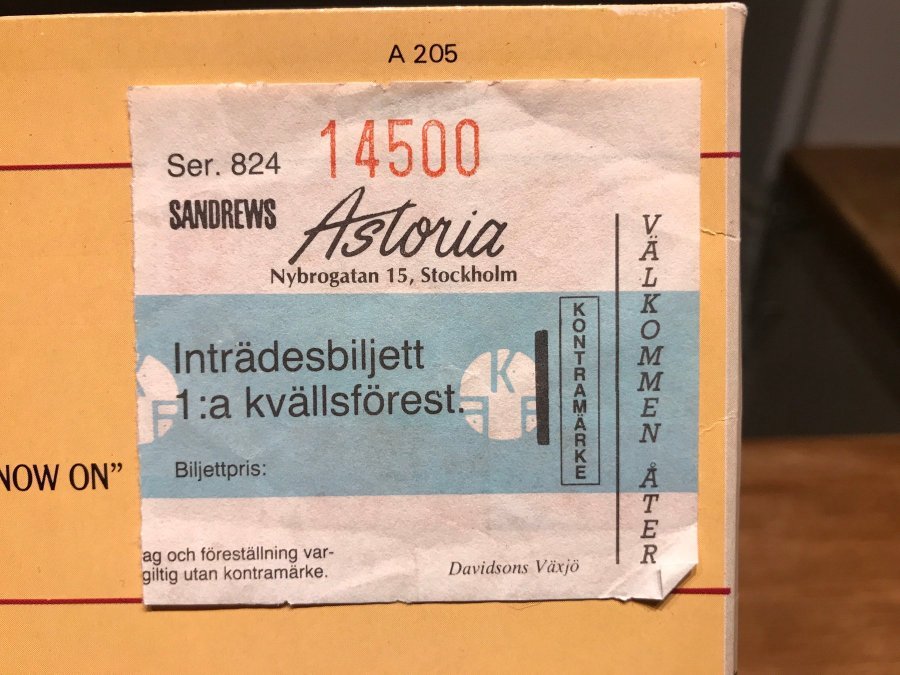 A 205
Ser. 824
14500
SANDREWS
Astoria
Nybrogatan 15, Stockholm
Inträdesbiljett
1:a kvällsförest.
Biljettpris:
KONTRAMÄRKE
VÄLKOMMEN ÅTER
NOW ON”
ag och föreställning var-
giltig utan kontramärke.
Davidsons Växjö